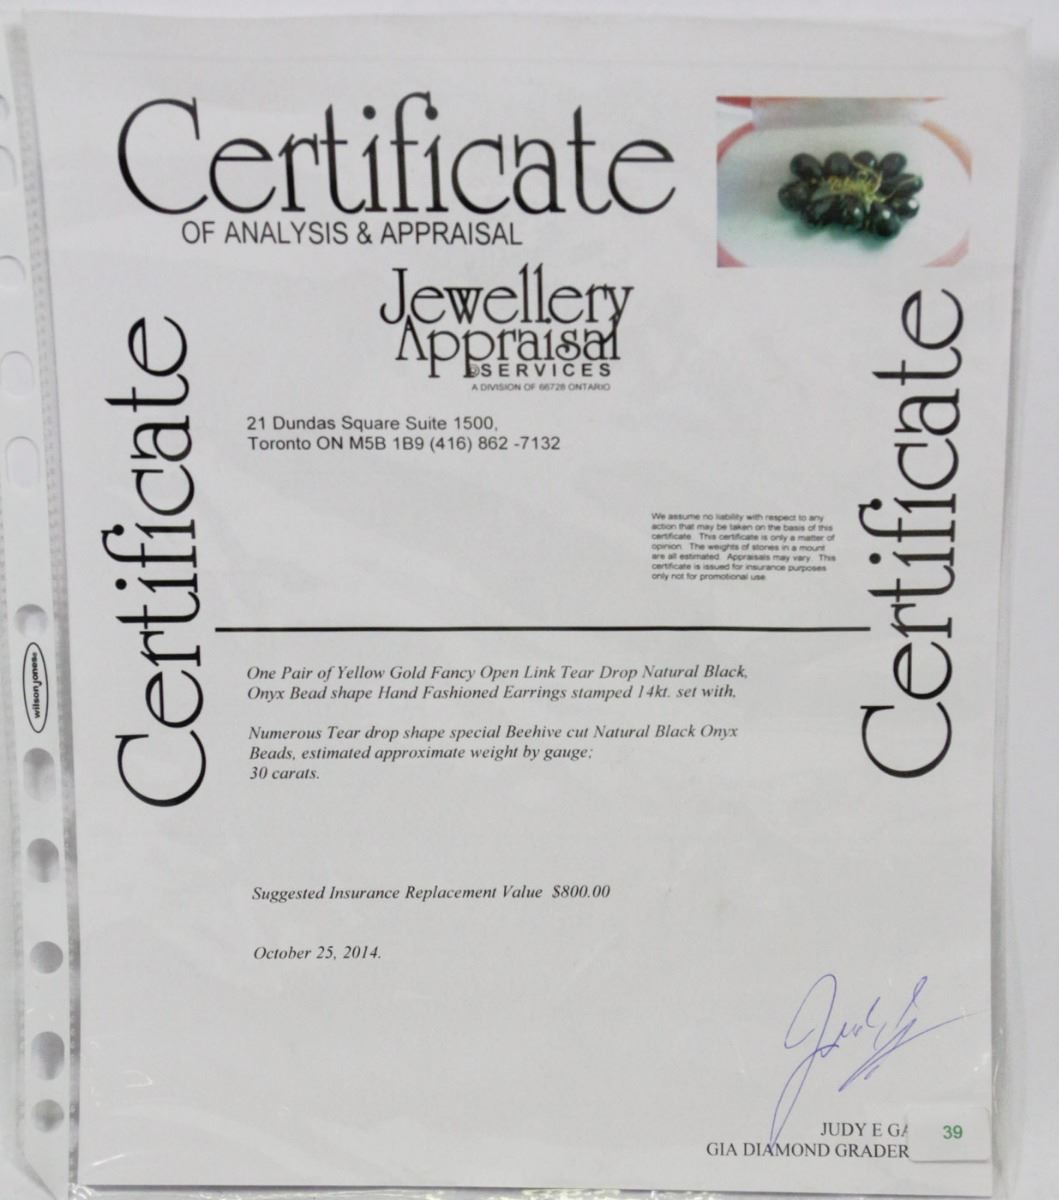 Certificate
OF ANALYSIS & APPRAISAL
Jewellery
Appraisal
SERVICES
A DIVISION OF 66728 ONTARIO
Certificate
Certificate
21 Dundas Square Suite 1500,
Toronto ON M5B 1B9 (416) 862 -7132
We assume no liability with respect to any
action that may be taken on the basis of this
certificate. This certificate is only a matter of
opinion. The weights of stones in a mount
are all estimated. Appraisals may vary. This
certificate is issued for insurance purposes
only not for promotional use.
One Pair of Yellow Gold Fancy Open Link Tear Drop Natural Black,
Onyx Bead shape Hand Fashioned Earrings stamped 14kt. set with,
Numerous Tear drop shape special Beehive cut Natural Black Onyx
Beads, estimated approximate weight by gauge;
30 carats.
Suggested Insurance Replacement Value $800.00
October 25, 2014.
JUDY E
GIA DIAMOND GRADER
39
wilsonjones